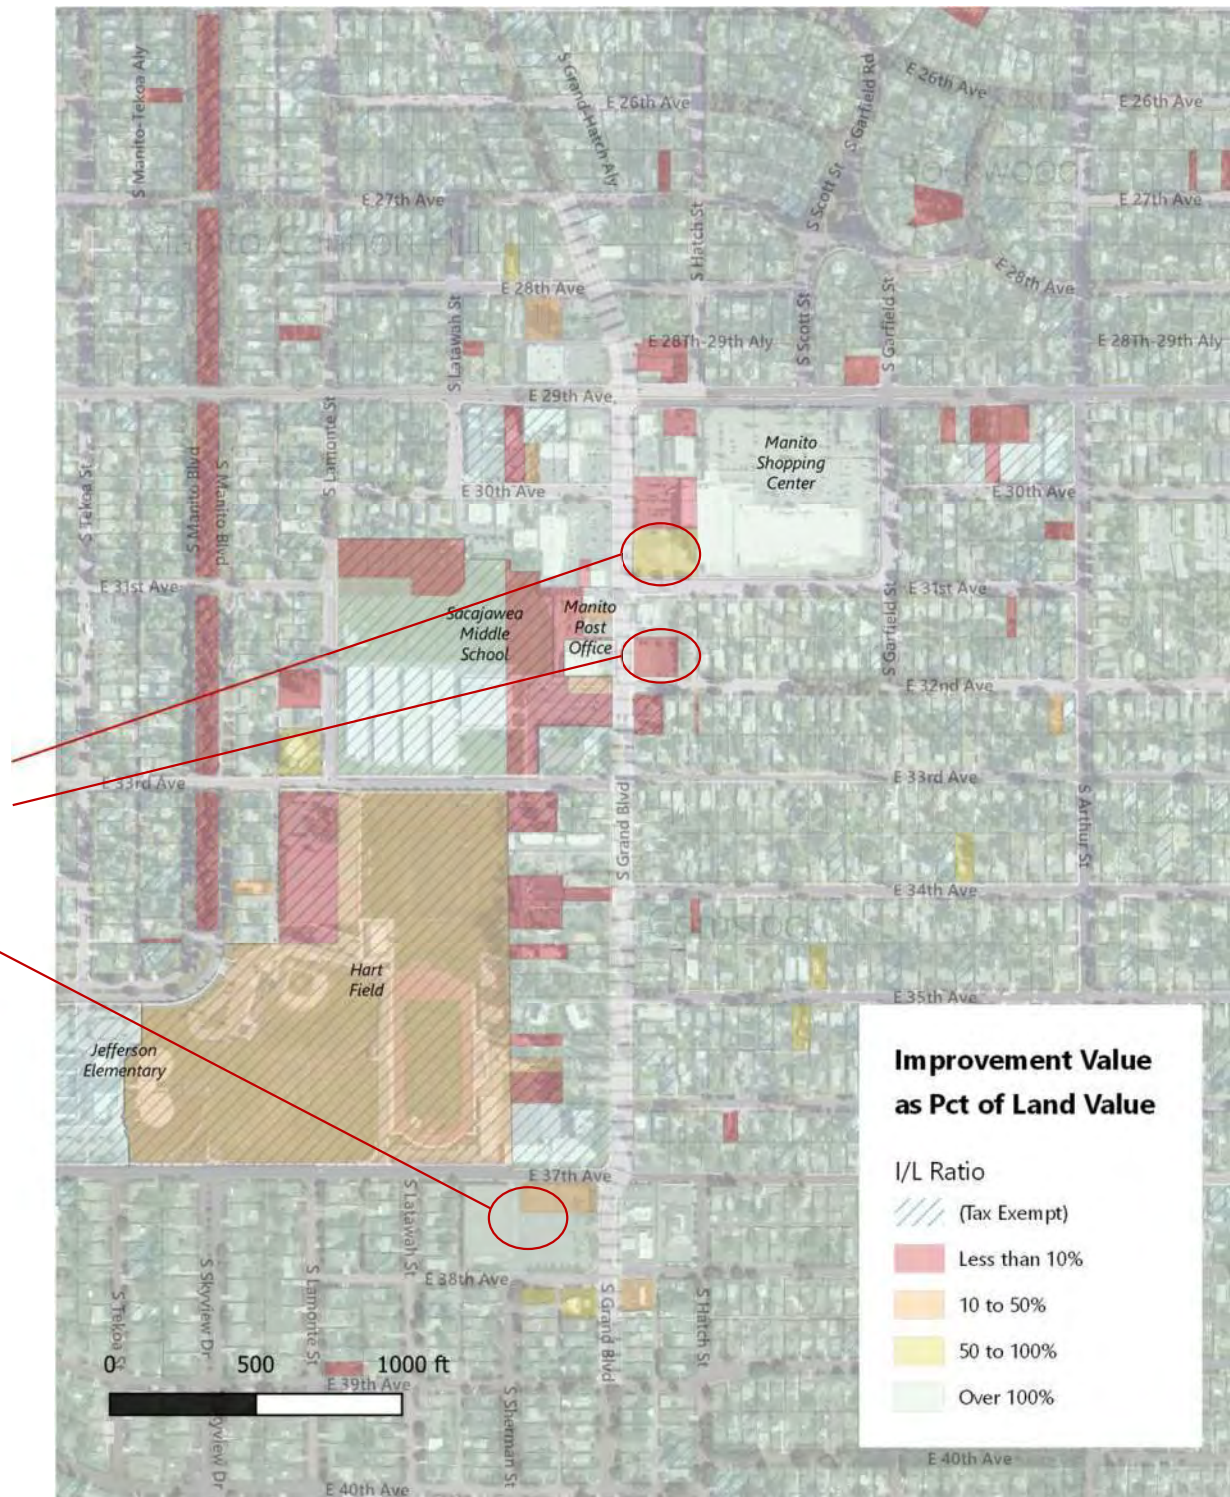 S Manito-Tekoa Aly
S Grand-Hatch Aly
S Garfield Rd
E 26th Ave
E 26th Ave
E 26th Ave
Rockwood
S Scott St
E 27th Ave
E 27th Ave
Manito/Cannon Hill
S Hatch St
E 28th Ave
E 28th Ave
S Latawah St
S Scott St
S Garfield St
E 28Th-29th Aly
E 28Th-29th Aly
E 29th Ave
S Lamonte St
S Tekoa St
S Manito Blvd
S Manito Blvd
Manito
Shopping
Center
E 30th Ave
E 30th Ave
E 31st Ave
E 31st Ave
Sacajawea
Middle
School
Manito
Post
Office
S Garfield St
E 32nd Ave
E 33rd Ave
E 33rd Ave
S Grand Blvd
S Arthur St
E 34th Ave
Comstock
Hart
Field
E 35th Ave
Jefferson
Elementary
Improvement Value
as Pct of Land Value
I/L Ratio
(Tax Exempt)
Less than 10%
10 to 50%
50 to 100%
Over 100%
E 37th Ave
S Latawah St
E 38th Ave
S Tekoa St
S Skyview Dr
S Lamonte St
S Grand Blvd
S Hatch St
0 500 1000 ft
E 39th Ave
S Sherman St
Skyview Dr
E 40th Ave
E 40th Ave